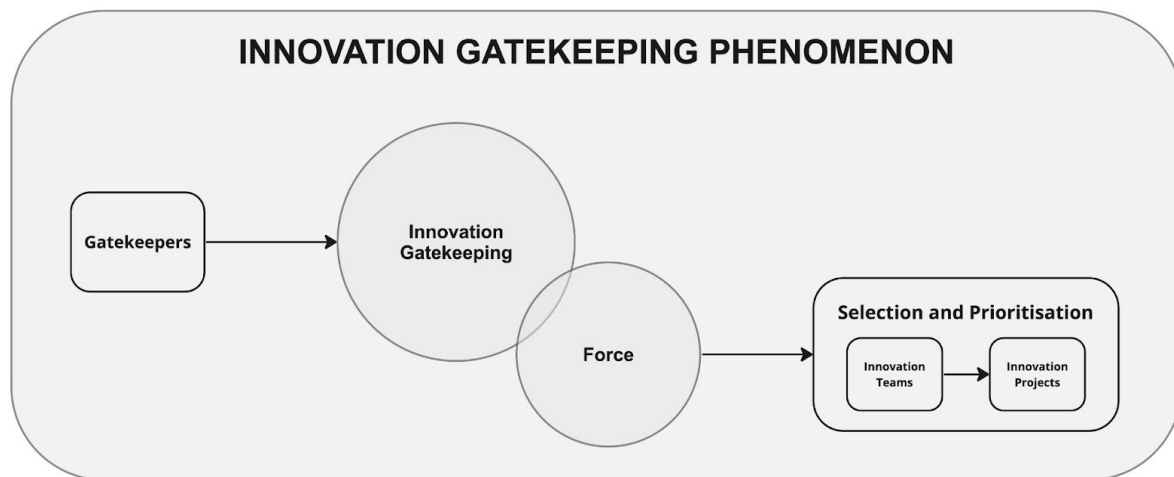 INNOVATION GATEKEEPING PHENOMENON
Gatekeepers
Innovation
Gatekeeping
Force
Selection and Prioritisation
Innovation
Teams
Innovation
Projects